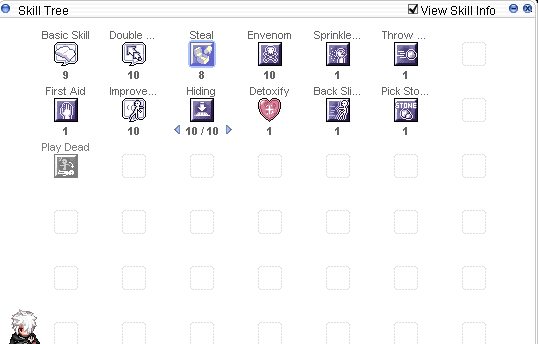 Skill Tree
View Skill Info
Basic Skill Double ... Steal Envenom Sprinkle... Throw ...
9 10 8 10 1 1
First Aid Improve... Hiding Detoxify Back Sli... Pick Sto...
STONE
1 10 10 / 10 1 1 1
Play Dead